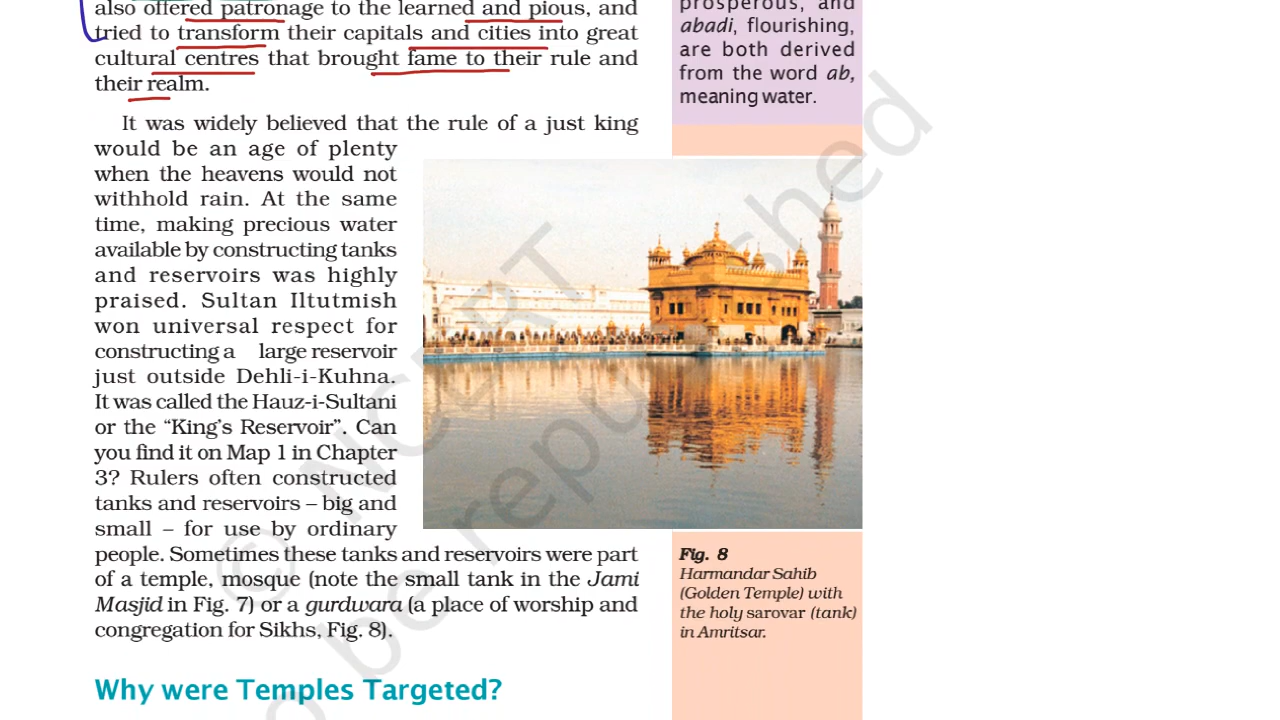 also offered patronage to the learned and pious, and
tried to transform their capitals and cities into great
cultural centres that brought fame to their rule and
their realm.
It was widely believed that the rule of a just king
would be an age of plenty
when the heavens would not
withhold rain. At the same
time, making precious water
available by constructing tanks
and reservoirs was highly
praised. Sultan Iltutmish
won universal respect for
constructing a large reservoir
just outside Dehli-i-Kuhna.
It was called the Hauz-i-Sultani
or the “King’s Reservoir”. Can
you find it on Map 1 in Chapter
3? Rulers often constructed
tanks and reservoirs – big and
small – for use by ordinary
people. Sometimes these tanks and reservoirs were part
of a temple, mosque (note the small tank in the Jami
Masjid in Fig. 7) or a gurdwara (a place of worship and
congregation for Sikhs, Fig. 8).
Why were Temples Targeted?
prosperous, and
abadi, flourishing,
are both derived
from the word ab,
meaning water.
Fig. 8
Harmandar Sahib
(Golden Temple) with
the holy sarovar (tank)
in Amritsar.
© NCERT
be republished